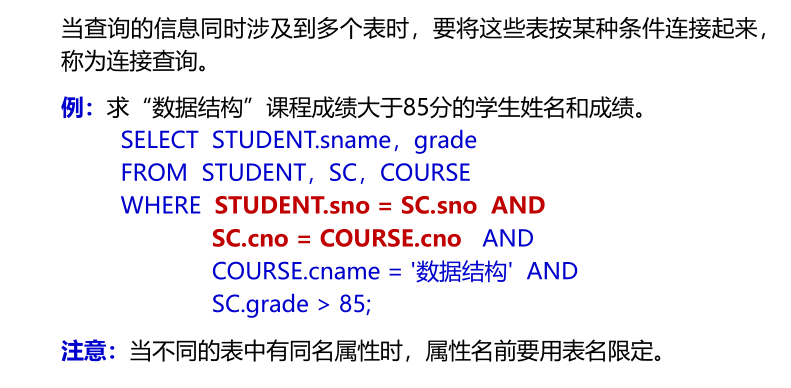 当查询的信息同时涉及到多个表时，要将这些表按某种条件连接起来，
称为连接查询。
例：求“数据结构”课程成绩大于85分的学生姓名和成绩。
SELECT STUDENT.sname，grade
FROM STUDENT，SC，COURSE
WHERE STUDENT.sno = SC.sno AND
SC.cno = COURSE.cno AND
COURSE.cname = '数据结构' AND
SC.grade > 85;
注意：当不同的表中有同名属性时，属性名前要用表名限定。